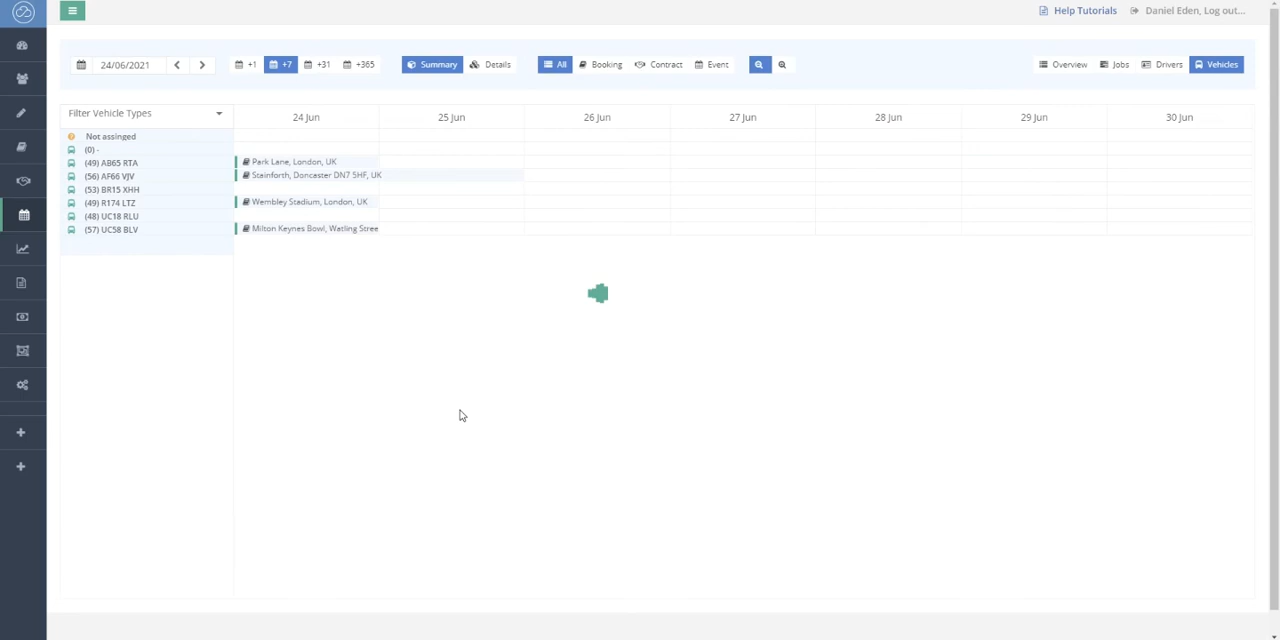 Help Tutorials Daniel Eden, Log out...
24/06/2021 +1 +7 +31 +365 Summary Details All Booking Contract Event Overview Jobs Drivers Vehicles
Filter Vehicle Types 24 Jun 25 Jun 26 Jun 27 Jun 28 Jun 29 Jun 30 Jun
Not assinged
(0) -
(49) AB65 RTA Park Lane, London, UK
(56) AF66 VJV Stainforth, Doncaster DN7 5HF, UK
(53) BR15 XHH
(49) R174 LTZ Wembley Stadium, London, UK
(48) UC18 RLU
(57) UC58 BLV Milton Keynes Bowl, Watling Stree